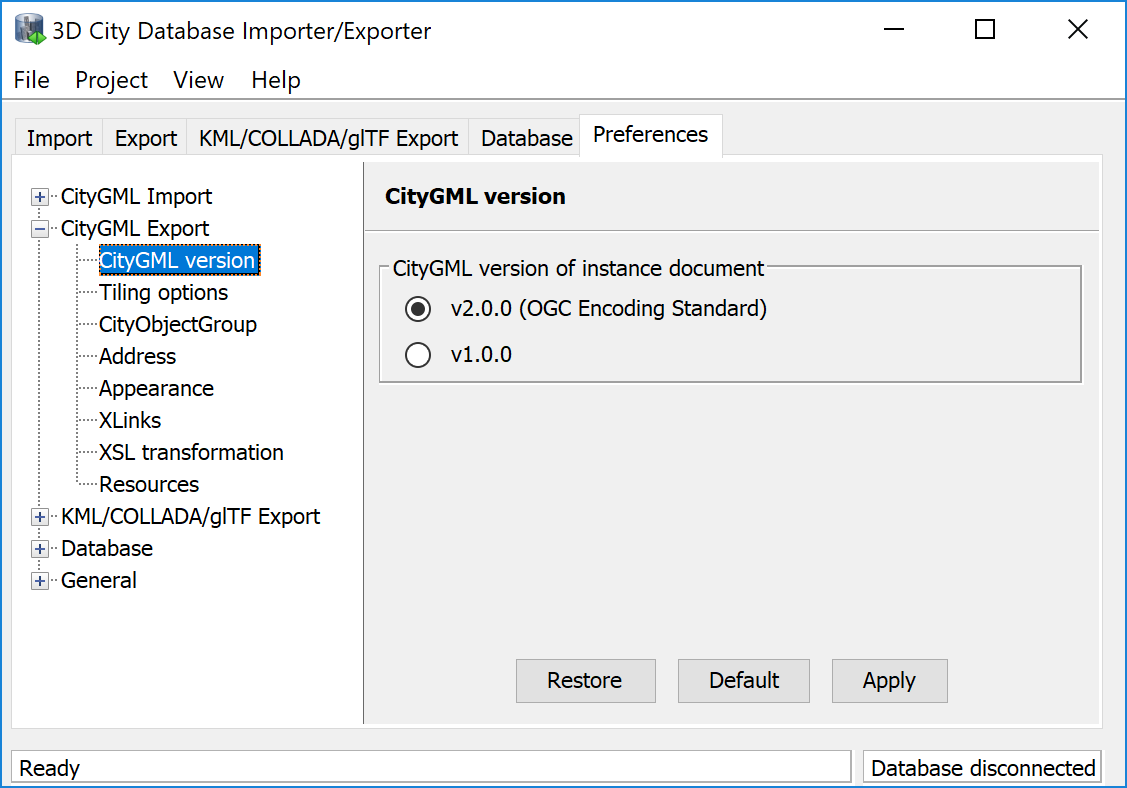 3D City Database Importer/Exporter
File Project View Help
Import Export KML/COLLADA/glTF Export Database Preferences
CityGML Import
CityGML Export
CityGML version
Tiling options
CityObjectGroup
Address
Appearance
XLinks
XSL transformation
Resources
KML/COLLADA/glTF Export
Database
General
CityGML version
CityGML version of instance document
v2.0.0 (OGC Encoding Standard)
v1.0.0
Restore Default Apply
Ready Database disconnected